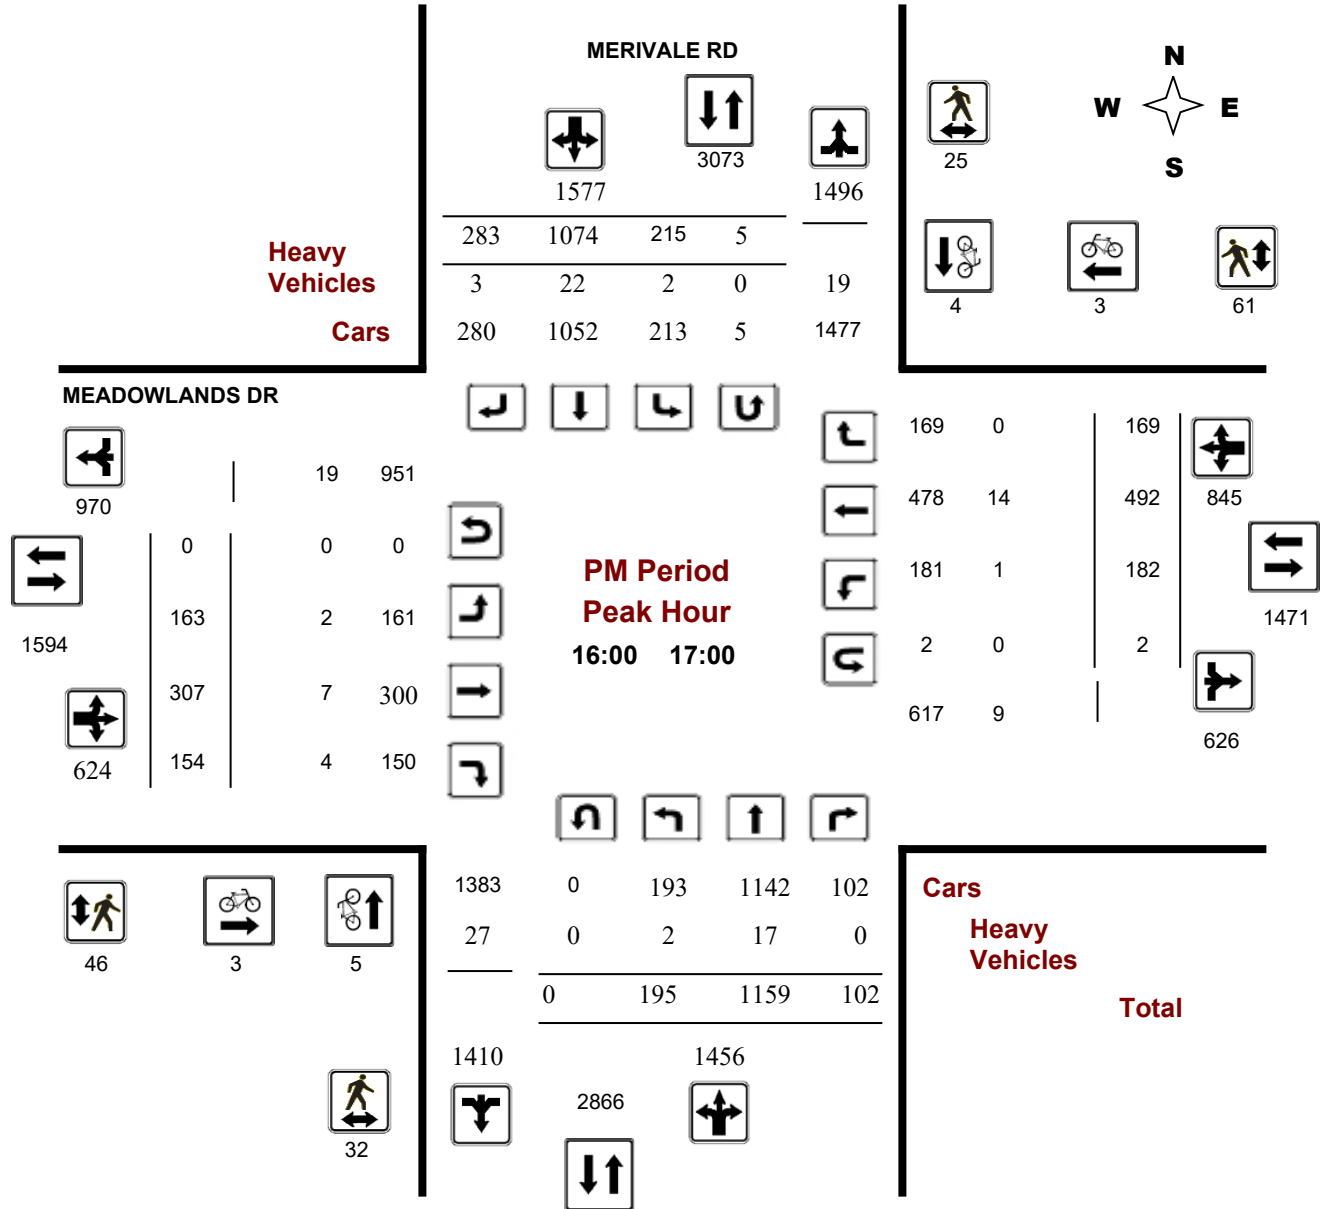 MERIVALE RD
N
W E
S
3073
1577
1496
25
283 1074 215 5
Heavy
Vehicles
3 22 2 0 19
Cars
280 1052 213 5 1477
4 3 61
MEADOWLANDS DR
970
19 951
169 0 169
845
478 14 492
0 0 0
1594
PM Period
Peak Hour
16:00 17:00
181 1 182
1471
163 2 161
2 0 2
307 7 300
617 9
626
624
154 4 150
1383 0 193 1142 102
Cars
27 0 2 17 0
Heavy
Vehicles
46 3 5
0 195 1159 102
Total
1410 1456
2866
32